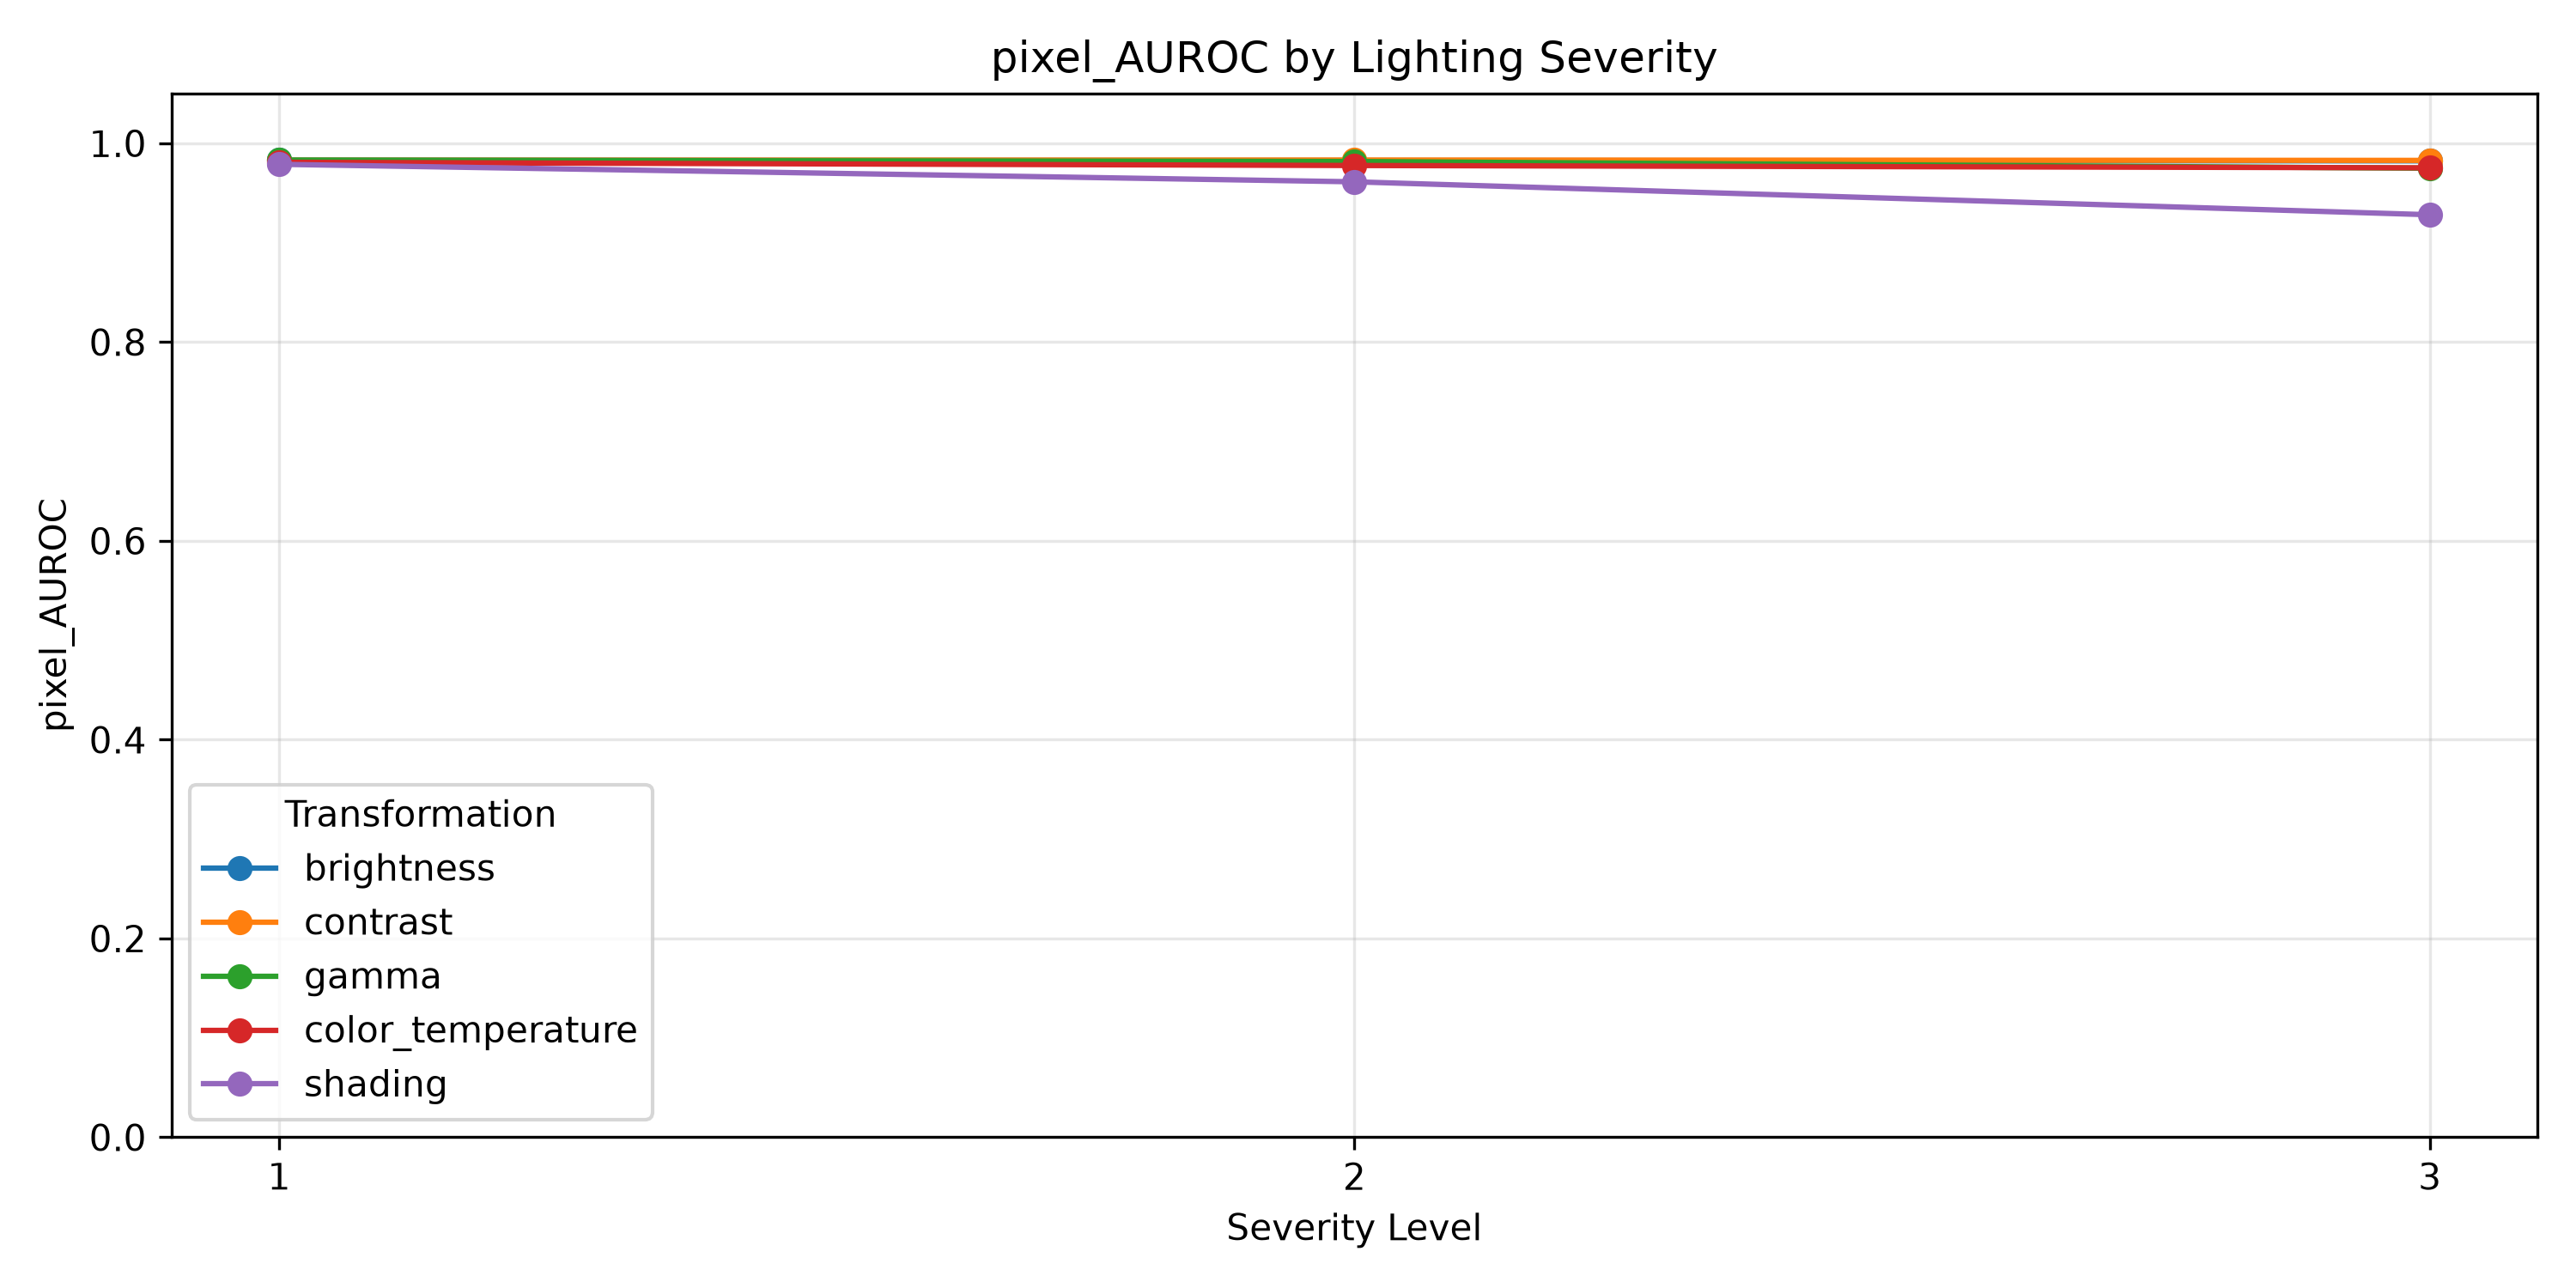 pixel_AUROC by Lighting Severity
pixel_AUROC
1.0
0.8
0.6
0.4
0.2
0.0
Transformation
brightness
contrast
gamma
color_temperature
shading
1 2 3
Severity Level